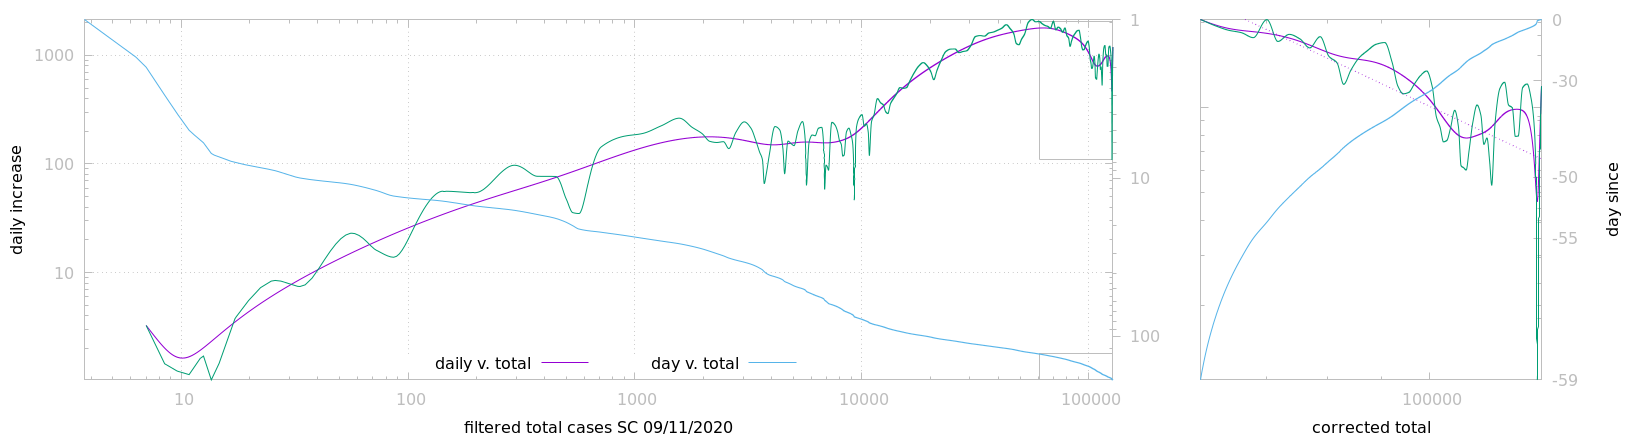 daily increase
1000
100
10
1
10
100
10
100
1000
10000
100000
daily v. total
day v. total
filtered total cases SC 09/11/2020
0
-30
-50
-55
-59
day since
100000
corrected total